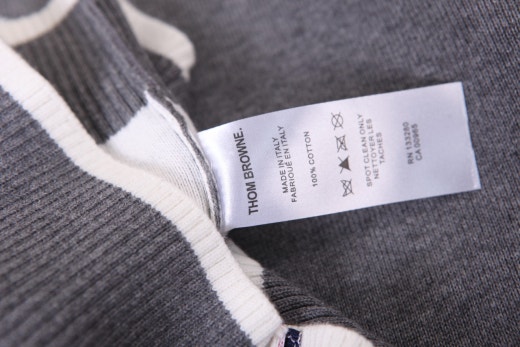 THOM BROWNE.
MADE IN ITALY
FABRIQUÉ EN ITALY
100% COTTON
SPOT CLEAN ONLY
NETTOYER LES
TACHES
RN 133280
CA 00965